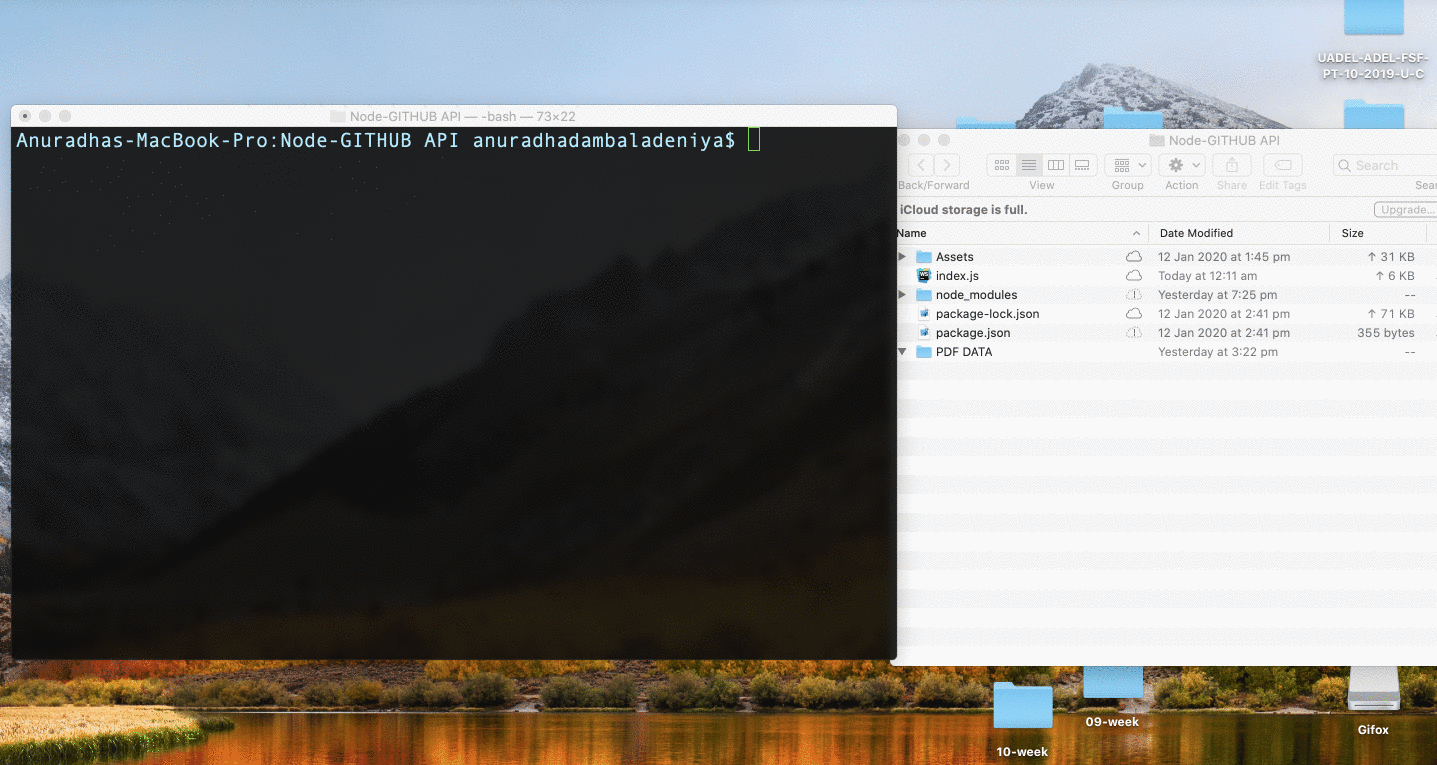 UADEL-ADEL-FSF-
PT-10-2019-U-C
Node-GITHUB API — -bash — 73×22
Anuradhas-MacBook-Pro:Node-GITHUB API anuradhadambaladeniya$
Node-GITHUB API
Search
Back/Forward View Group Action Share Edit Tags Sear
iCloud storage is full. Upgrade...
Name Date Modified Size
Assets 12 Jan 2020 at 1:45 pm ↑ 31 KB
WS
index.js Today at 12:11 am ↑ 6 KB
node_modules Yesterday at 7:25 pm --
package-lock.json 12 Jan 2020 at 2:41 pm ↑ 71 KB
package.json 12 Jan 2020 at 2:41 pm 355 bytes
PDF DATA Yesterday at 3:22 pm --
09-week
10-week
Gifox